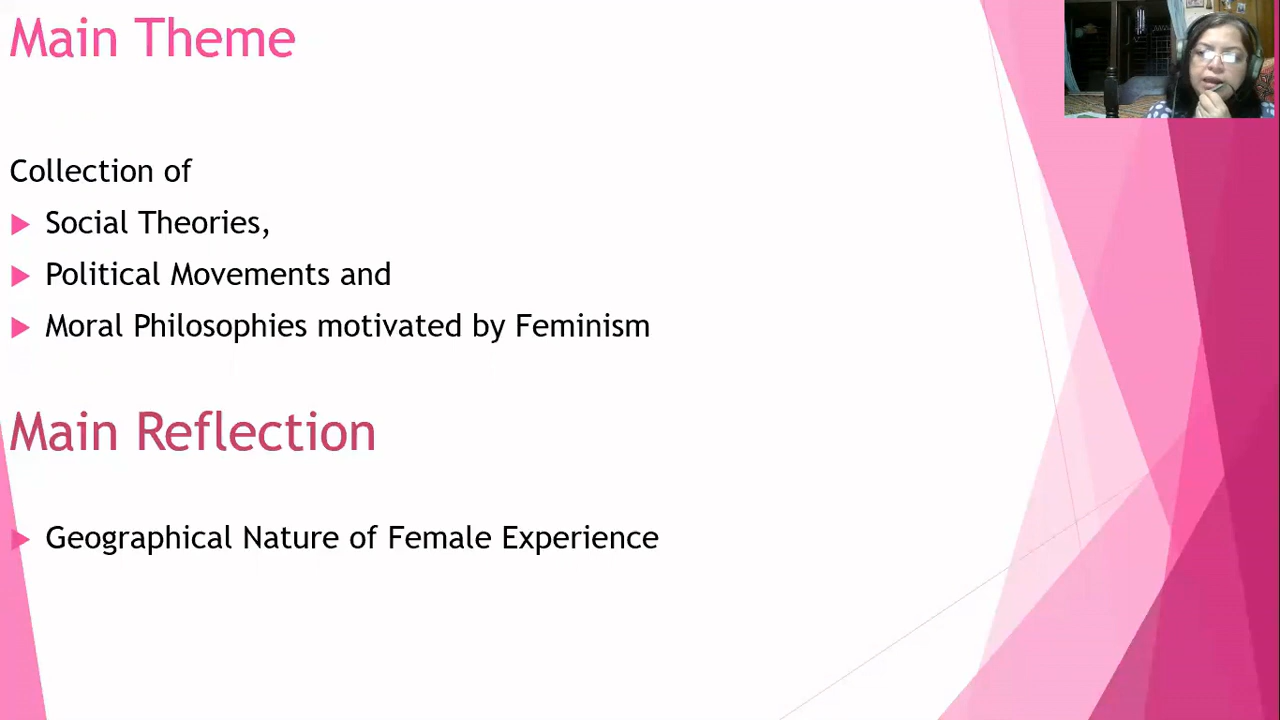 Main Theme
Collection of
Social Theories,
Political Movements and
Moral Philosophies motivated by Feminism
Main Reflection
Geographical Nature of Female Experience